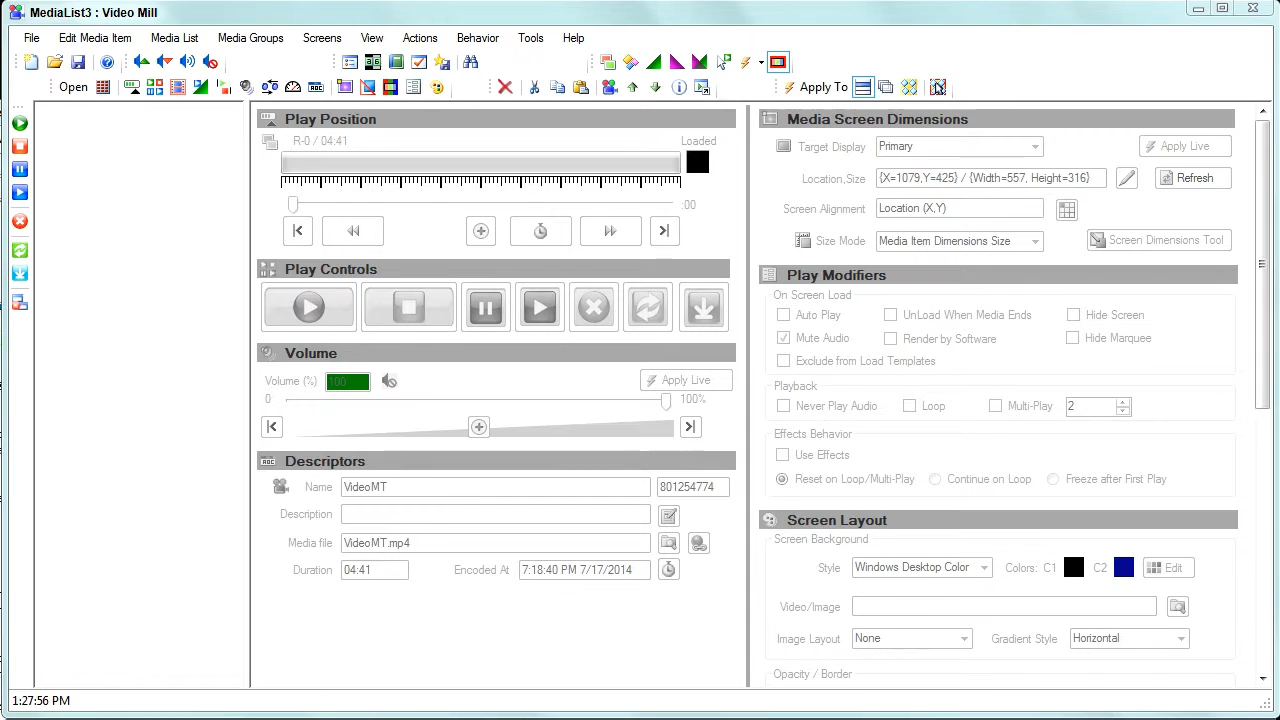 MediaList3 : Video Mill
File Edit Media Item Media List Media Groups Screens View Actions Behavior Tools Help
Open Apply To
Play Position
R-0 / 04:41 Loaded
:00
Play Controls
Volume
Volume (%) 100 Apply Live
0 100%
Descriptors
Name VideoMT 801254774
Description
Media file VideoMT.mp4
Duration 04:41 Encoded At 7:18:40 PM 7/17/2014
Media Screen Dimensions
Target Display Primary Apply Live
Location,Size {X=1079,Y=425} / {Width=557, Height=316} Refresh
Screen Alignment Location (X,Y)
Size Mode Media Item Dimensions Size Screen Dimensions Tool
Play Modifiers
On Screen Load
Auto Play UnLoad When Media Ends Hide Screen
Mute Audio Render by Software Hide Marquee
Exclude from Load Templates
Playback
Never Play Audio Loop Multi-Play 2
Effects Behavior
Use Effects
Reset on Loop/Multi-Play Continue on Loop Freeze after First Play
Screen Layout
Screen Background
Style Windows Desktop Color Colors: C1 C2 Edit
Video/Image
Image Layout None Gradient Style Horizontal
Opacity / Border
1:27:56 PM